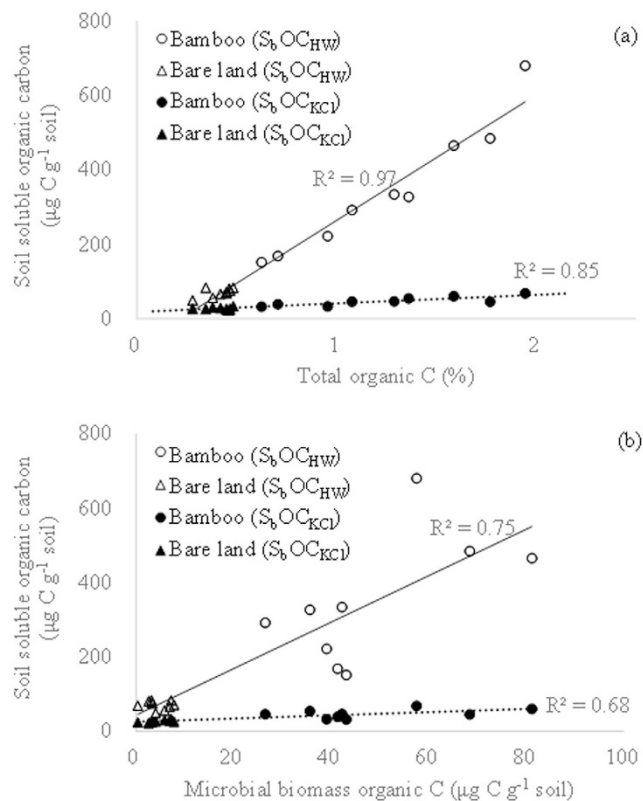 (a)
800
600
400
200
0
Soil soluble organic carbon
(µg C g⁻¹ soil)
○Bamboo (SbOCHW)
△Bare land (SbOCHW)
●Bamboo (SbOCKCl)
▲Bare land (SbOCKCl)
R² = 0.97
R² = 0.85
0 1 2
Total organic C (%)
(b)
800
600
400
200
0
Soil soluble organic carbon
(µg C g⁻¹ soil)
○Bamboo (SbOCHW)
△Bare land (SbOCHW)
●Bamboo (SbOCKCl)
▲Bare land (SbOCKCl)
R² = 0.75
R² = 0.68
0 20 40 60 80 100
Microbial biomass organic C (µg C g⁻¹ soil)